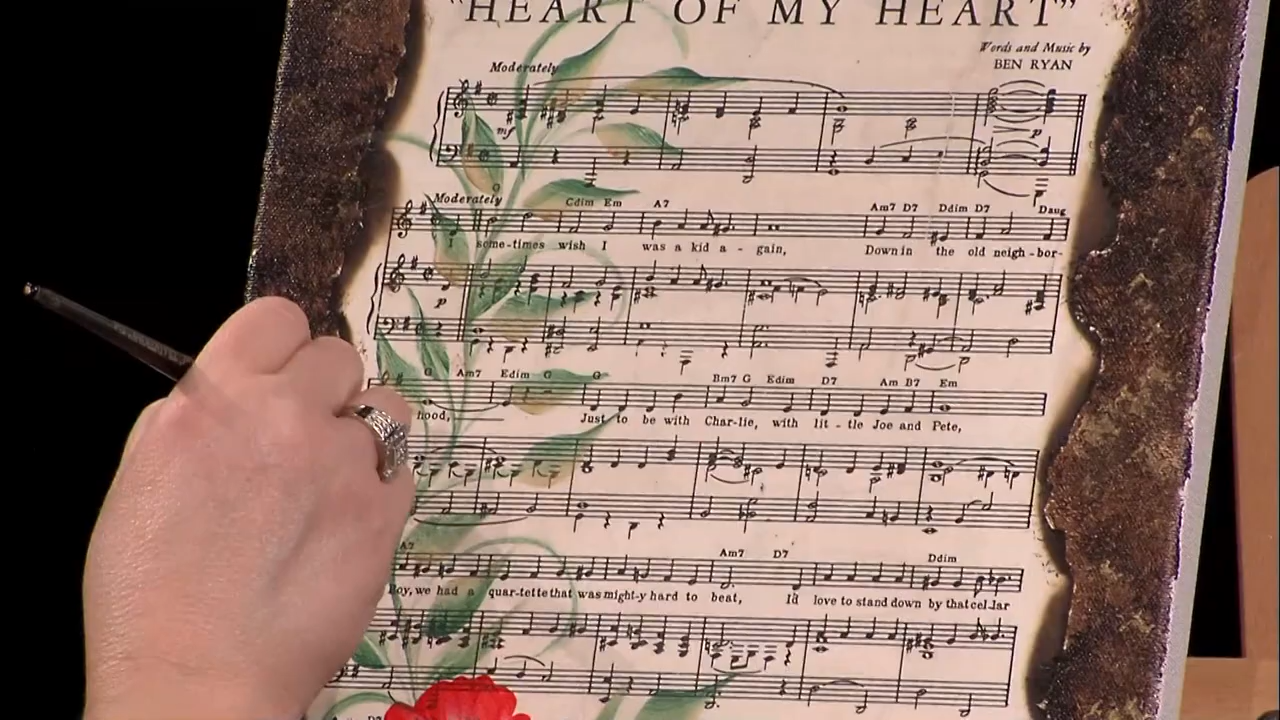 "HEART OF MY HEART"
Words and Music by
BEN RYAN
Moderately
mf
p
Moderately
G Cdim Em A7 Am7 D7 Ddim D7 Daug
I some-times wish I was a kid a - gain, Down in the old neigh-bor-
p
G Am7 Edim G G Bm7 G Edim D7 Am B7 Em
hood, Just to be with Char-lie, with lit - tle Joe and Pete,
A7 Am7 D7 Ddim
Boy, we had a quar-tette that was might-y hard to beat, I'd love to stand down by that cel-lar
D7